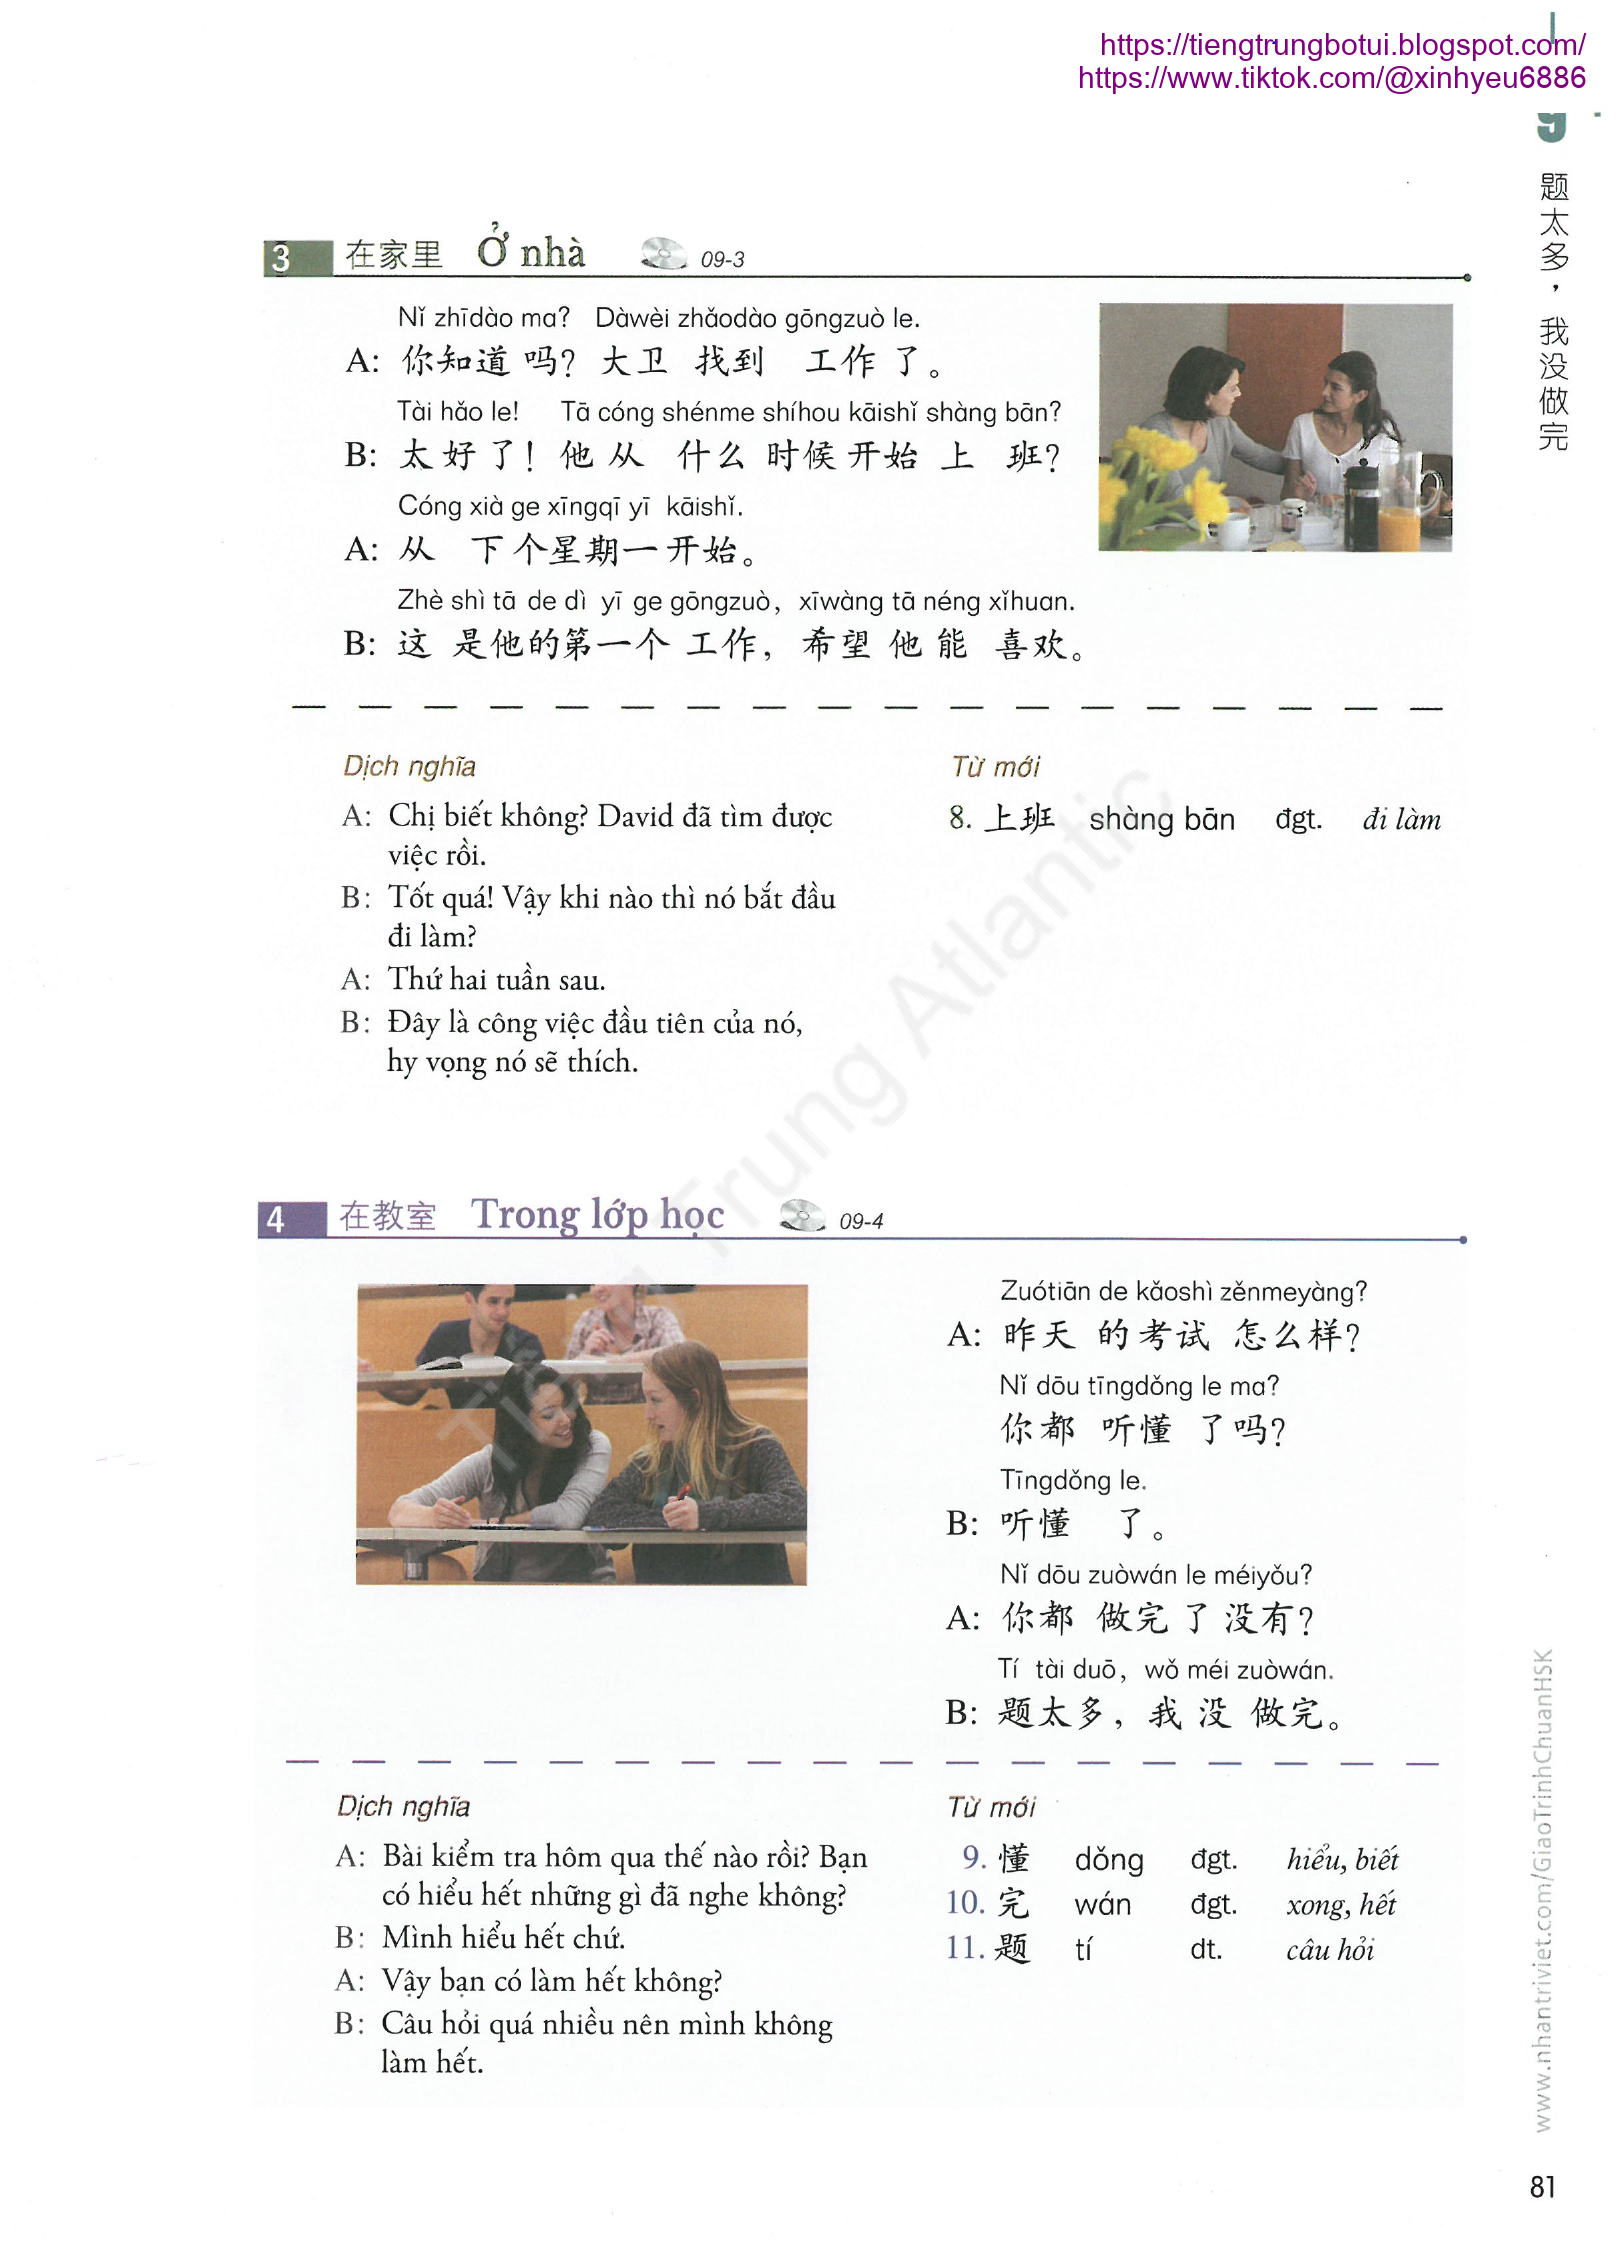 https://tiengtrungbotui.blogspot.com/
https://www.tiktok.com/@xinhyeu6886
9
题太多，我没做完
3 在家里 Ở nhà 09-3
Nǐ zhīdào ma? Dàwèi zhǎodào gōngzuò le.
A: 你知道吗? 大卫 找到 工作了。
Tài hǎo le! Tā cóng shénme shíhou kāishǐ shàng bān?
B: 太好了! 他从 什么 时候开始 上 班?
Cóng xià ge xīngqī yī kāishǐ.
A: 从 下个星期一开始。
Zhè shì tā de dì yī ge gōngzuò, xīwàng tā néng xǐhuan.
B: 这 是他的第一个 工作, 希望 他 能 喜欢。
Dịch nghĩa
A: Chị biết không? David đã tìm được
việc rồi.
B: Tốt quá! Vậy khi nào thì nó bắt đầu
đi làm?
A: Thứ hai tuần sau.
B: Đây là công việc đầu tiên của nó,
hy vọng nó sẽ thích.
Từ mới
8. 上班 shàng bān đgt. đi làm
Tiếng Trung Atlantic
4 在教室 Trong lớp học 09-4
Zuótiān de kǎoshì zěnmeyàng?
A: 昨天 的考试 怎么样?
Nǐ dōu tīngdǒng le ma?
你都 听懂 了吗?
Tīngdǒng le.
B: 听懂 了。
Nǐ dōu zuòwán le méiyǒu?
A: 你都 做完 了 没有?
Tí tài duō, wǒ méi zuòwán.
B: 题太多, 我 没 做完。
Dịch nghĩa
A: Bài kiểm tra hôm qua thế nào rồi? Bạn
có hiểu hết những gì đã nghe không?
B: Mình hiểu hết chứ.
A: Vậy bạn có làm hết không?
B: Câu hỏi quá nhiều nên mình không
làm hết.
Từ mới
9. 懂 dǒng đgt. hiểu, biết
10. 完 wán đgt. xong, hết
11. 题 tí dt. câu hỏi
www.nhantriviet.com/GiaoTrinhChuanHSK
81